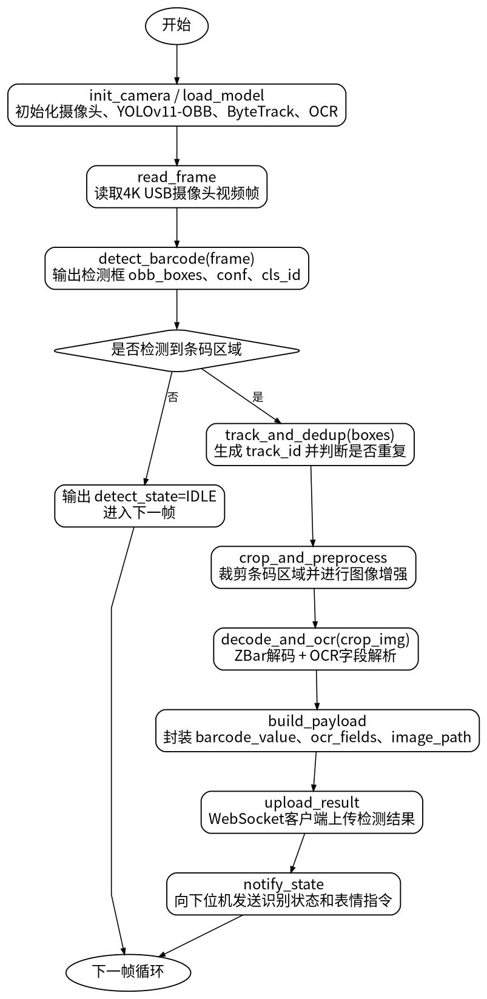 开始
init_camera / load_model
初始化摄像头、YOLOv11-OBB、ByteTrack、OCR
read_frame
读取4K USB摄像头视频帧
detect_barcode(frame)
输出检测框 obb_boxes、conf、cls_id
是否检测到条码区域
否
是
track_and_dedup(boxes)
生成 track_id 并判断是否重复
输出 detect_state=IDLE
进入下一帧
crop_and_preprocess
裁剪条码区域并进行图像增强
decode_and_ocr(crop_img)
ZBar解码 + OCR字段解析
build_payload
封装 barcode_value、ocr_fields、image_path
upload_result
WebSocket客户端上传检测结果
notify_state
向下位机发送识别状态和表情指令
下一帧循环